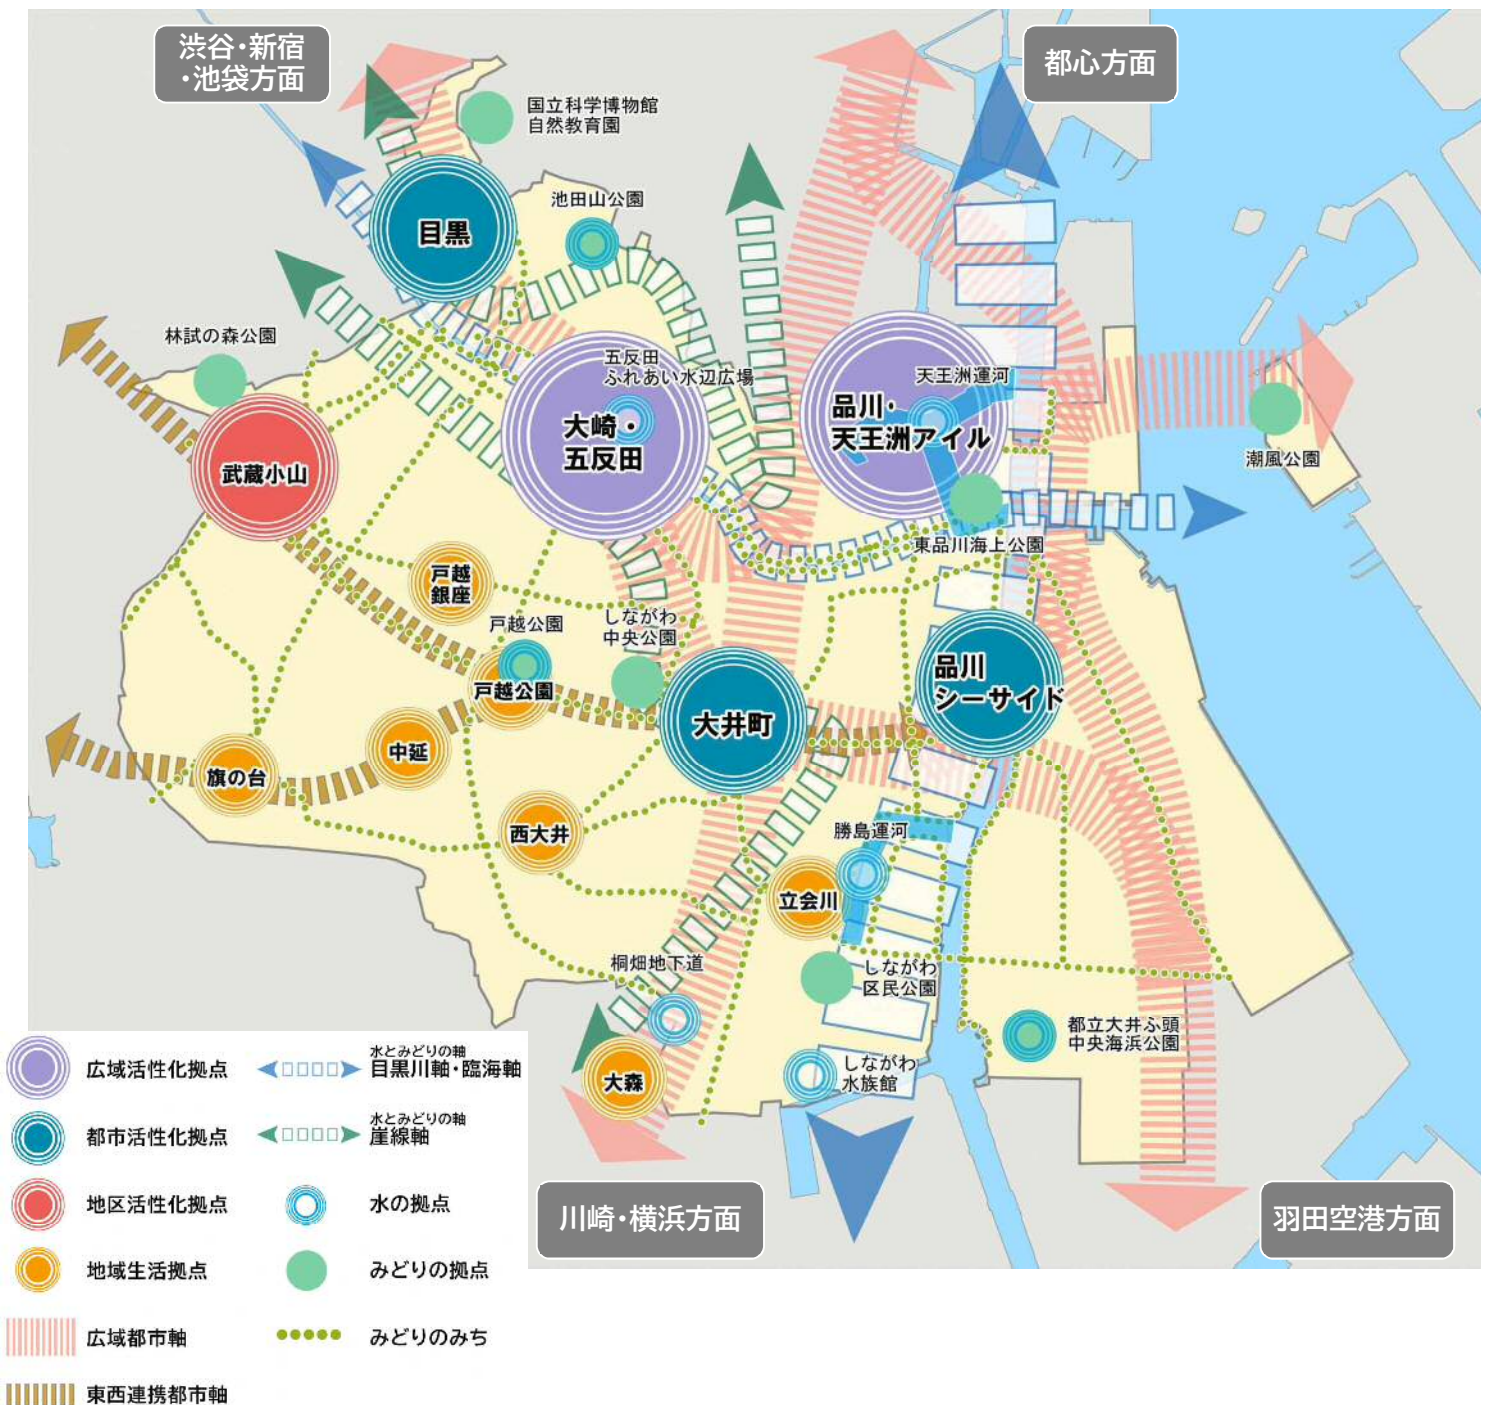 渋谷・新宿
・池袋方面
都心方面
国立科学博物館
自然教育園
池田山公園
目黒
林試の森公園
五反田
ふれあい水辺広場
天王洲運河
大崎・
五反田
品川・
天王洲アイル
潮風公園
武蔵小山
東品川海上公園
戸越
銀座
戸越公園
しながわ
中央公園
戸越公園
品川
シーサイド
大井町
中延
旗の台
西大井
勝島運河
立会川
桐畑地下道
しながわ
区民公園
都立大井ふ頭
中央海浜公園
しながわ
水族館
大森
川崎・横浜方面
羽田空港方面
広域活性化拠点
水とみどりの軸
目黒川軸・臨海軸
都市活性化拠点
水とみどりの軸
崖線軸
地区活性化拠点
水の拠点
地域生活拠点
みどりの拠点
広域都市軸
みどりのみち
東西連携都市軸